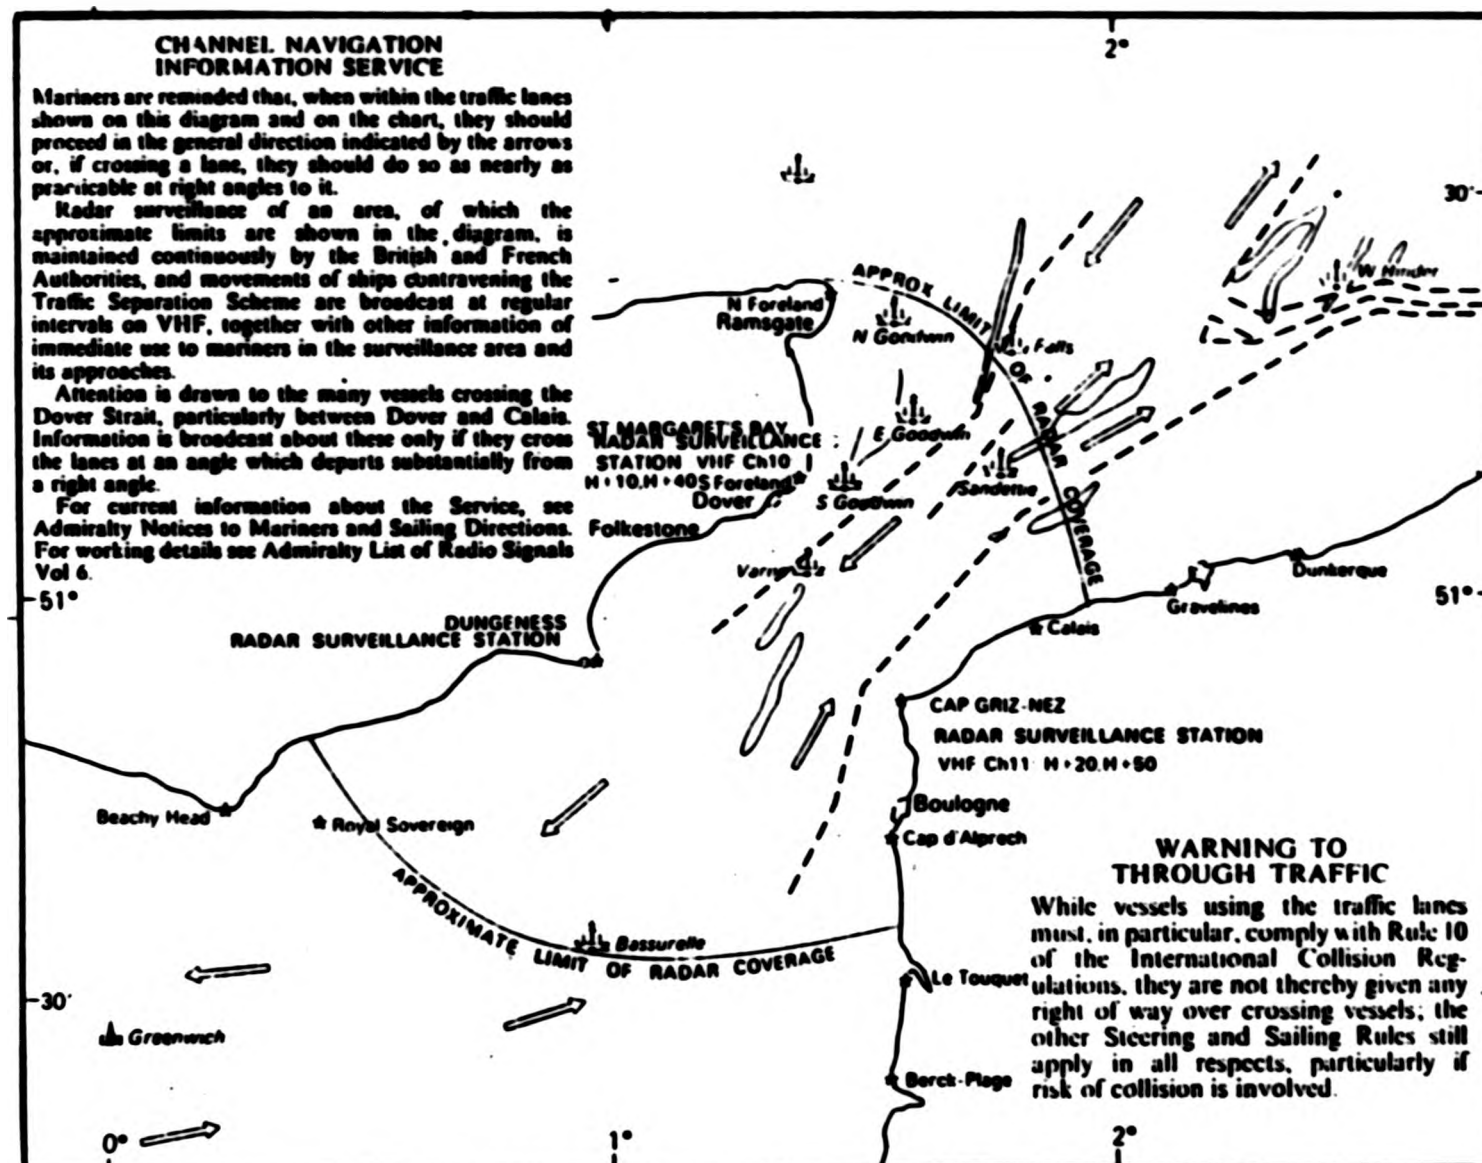 CHANNEL NAVIGATION
INFORMATION SERVICE
Mariners are reminded that, when within the traffic lanes
shown on this diagram and on the chart, they should
proceed in the general direction indicated by the arrows
or, if crossing a lane, they should do so as nearly as
practicable at right angles to it.
Radar surveillance of an area, of which the
approximate limits are shown in the diagram, is
maintained continuously by the British and French
Authorities, and movements of ships contravening the
Traffic Separation Scheme are broadcast at regular
intervals on VHF, together with other information of
immediate use to mariners in the surveillance area and
its approaches.
Attention is drawn to the many vessels crossing the
Dover Strait, particularly between Dover and Calais.
Information is broadcast about these only if they cross
the lanes at an angle which departs substantially from
a right angle.
For current information about the Service, see
Admiralty Notices to Mariners and Sailing Directions.
For working details see Admiralty List of Radio Signals
Vol 6.
2°
30'
W Hinder
APPROX LIMIT OF RADAR COVERAGE
N Foreland
Ramsgate
N Goodwin
Falls
E Goodwin
ST MARGARET'S BAY
RADAR SURVEILLANCE
STATION VHF Ch10
H+10,H+40
S Foreland
Dover
S Goodwin
Sandettie
Folkestone
Varne
Dunkerque
51°
51°
Gravelines
Calais
DUNGENESS
RADAR SURVEILLANCE STATION
CAP GRIZ-NEZ
RADAR SURVEILLANCE STATION
VHF Ch11 H+20,H+50
Boulogne
Beachy Head
Royal Sovereign
Cap d'Alprech
APPROXIMATE LIMIT OF RADAR COVERAGE
Bassurelle
Le Touquet
30'
Greenwich
Berck-Plage
WARNING TO
THROUGH TRAFFIC
While vessels using the traffic lanes
must, in particular, comply with Rule 10
of the International Collision Reg-
ulations, they are not thereby given any
right of way over crossing vessels; the
other Steering and Sailing Rules still
apply in all respects, particularly if
risk of collision is involved.
0°
1°
2°